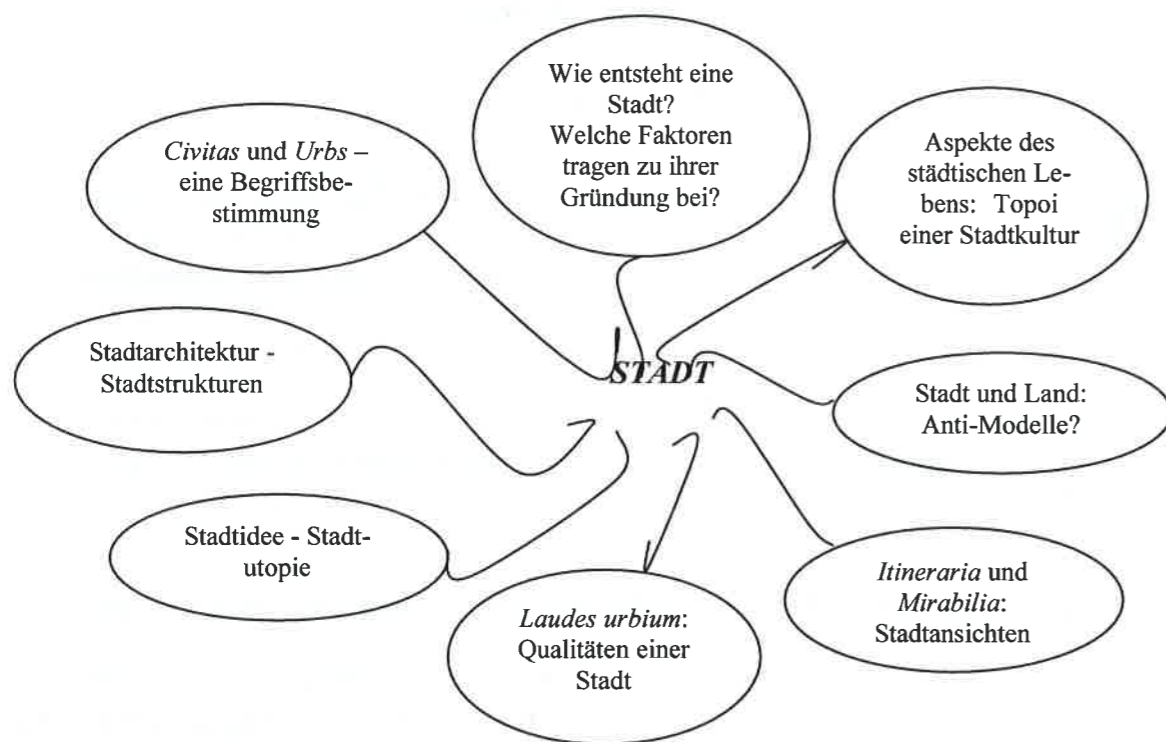 Wie entsteht eine
Stadt?
Welche Faktoren
tragen zu ihrer
Gründung bei?
Civitas und Urbs –
eine Begriffsbe-
stimmung
Aspekte des
städtischen Le-
bens: Topoi
einer Stadtkultur
Stadtarchitektur -
Stadtstrukturen
STADT
Stadt und Land:
Anti-Modelle?
Stadtidee - Stadt-
utopie
Laudes urbium:
Qualitäten einer
Stadt
Itineraria und
Mirabilia:
Stadtansichten